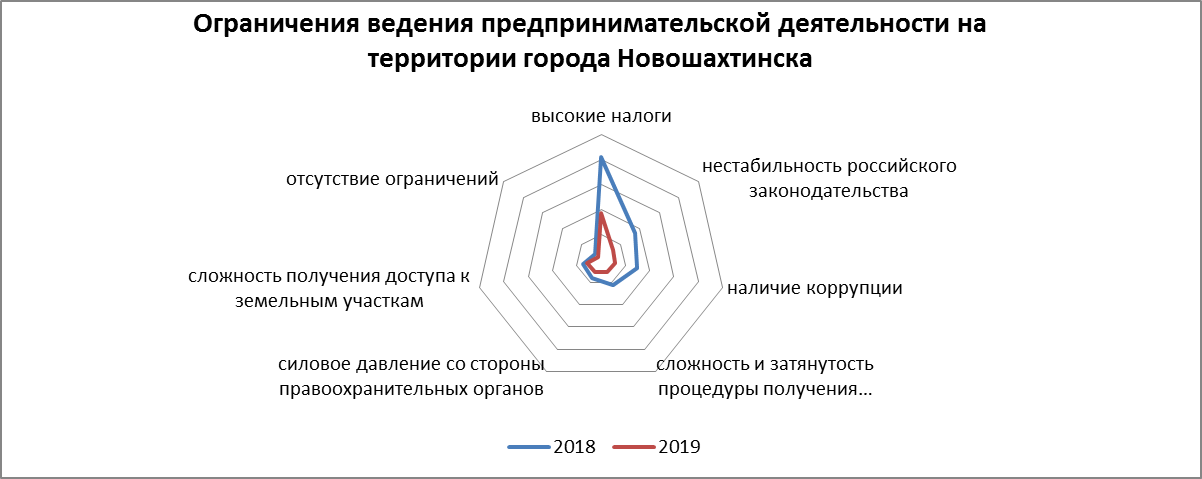 Ограничения ведения предпринимательской деятельности на
территории города Новошахтинска
высокие налоги
нестабильность российского
законодательства
наличие коррупции
сложность и затянутость
процедуры получения...
силовое давление со стороны
правоохранительных органов
сложность получения доступа к
земельным участкам
отсутствие ограничений
2018
2019